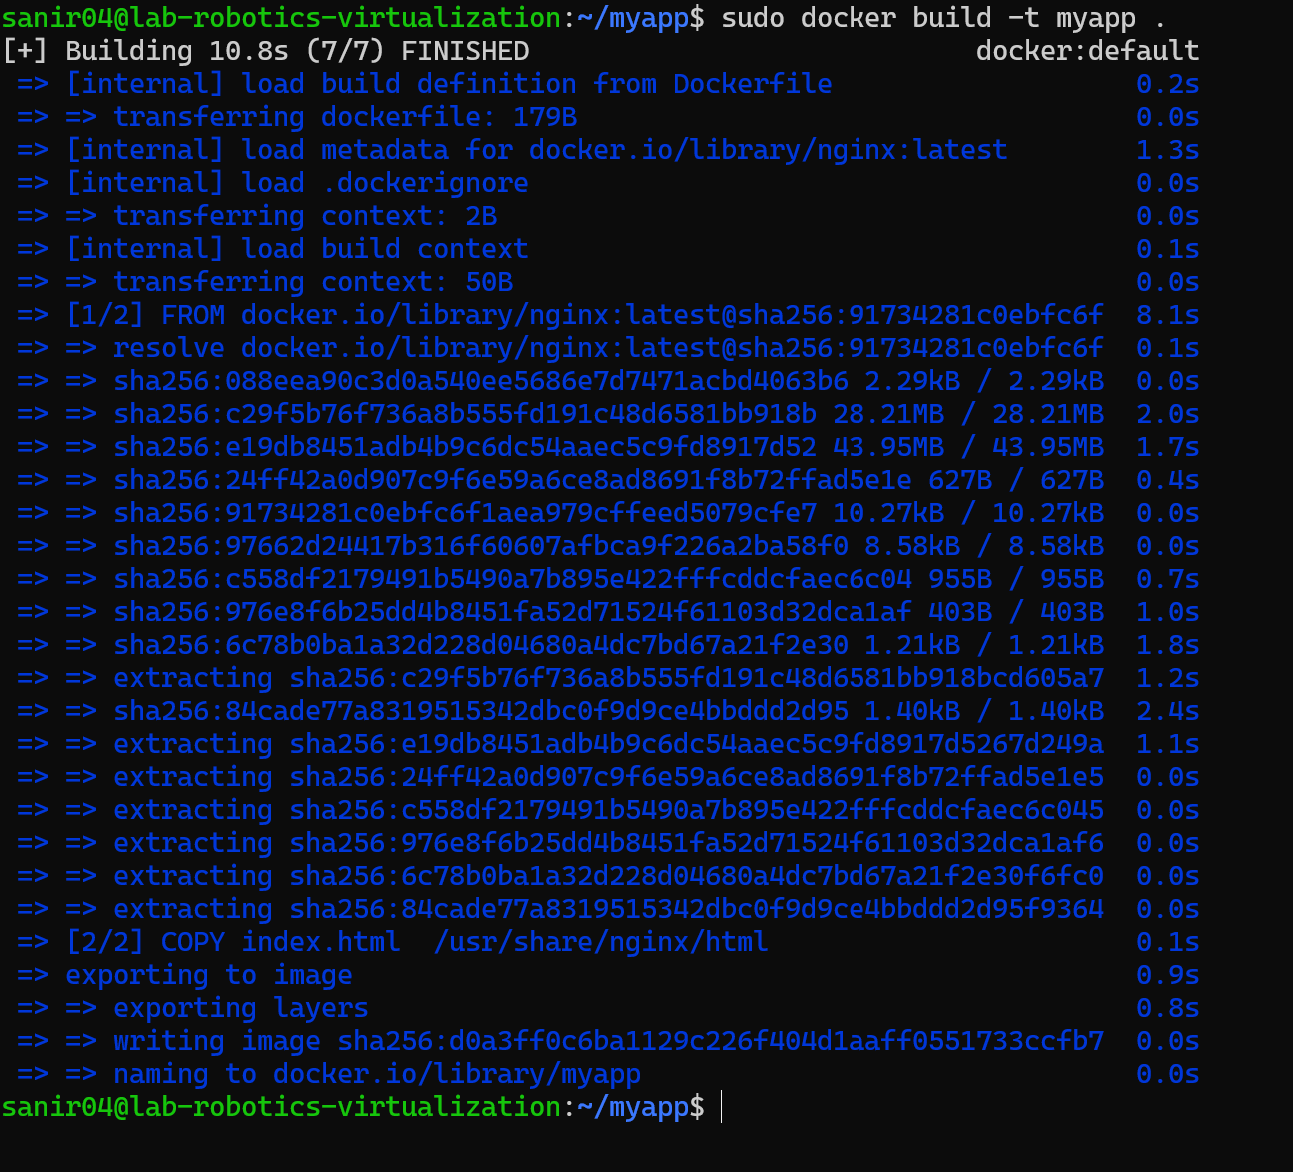 sanir04@lab-robotics-virtualization:~/myapp$ sudo docker build -t myapp .
[+] Building 10.8s (7/7) FINISHED docker:default
=> [internal] load build definition from Dockerfile 0.2s
=> => transferring dockerfile: 179B 0.0s
=> [internal] load metadata for docker.io/library/nginx:latest 1.3s
=> [internal] load .dockerignore 0.0s
=> => transferring context: 2B 0.0s
=> [internal] load build context 0.1s
=> => transferring context: 50B 0.0s
=> [1/2] FROM docker.io/library/nginx:latest@sha256:91734281c0ebfc6f 8.1s
=> => resolve docker.io/library/nginx:latest@sha256:91734281c0ebfc6f 0.1s
=> => sha256:088eea90c3d0a540ee5686e7d7471acbd4063b6 2.29kB / 2.29kB 0.0s
=> => sha256:c29f5b76f736a8b555fd191c48d6581bb918b 28.21MB / 28.21MB 2.0s
=> => sha256:e19db8451adb4b9c6dc54aaec5c9fd8917d52 43.95MB / 43.95MB 1.7s
=> => sha256:24ff42a0d907c9f6e59a6ce8ad8691f8b72ffad5e1e 627B / 627B 0.4s
=> => sha256:91734281c0ebfc6f1aea979cffeed5079cfe7 10.27kB / 10.27kB 0.0s
=> => sha256:97662d24417b316f60607afbca9f226a2ba58f0 8.58kB / 8.58kB 0.0s
=> => sha256:c558df2179491b5490a7b895e422fffcddcfaec6c04 955B / 955B 0.7s
=> => sha256:976e8f6b25dd4b8451fa52d71524f61103d32dca1af 403B / 403B 1.0s
=> => sha256:6c78b0ba1a32d228d04680a4dc7bd67a21f2e30 1.21kB / 1.21kB 1.8s
=> => extracting sha256:c29f5b76f736a8b555fd191c48d6581bb918bcd605a7 1.2s
=> => sha256:84cade77a8319515342dbc0f9d9ce4bbddd2d95 1.40kB / 1.40kB 2.4s
=> => extracting sha256:e19db8451adb4b9c6dc54aaec5c9fd8917d5267d249a 1.1s
=> => extracting sha256:24ff42a0d907c9f6e59a6ce8ad8691f8b72ffad5e1e5 0.0s
=> => extracting sha256:c558df2179491b5490a7b895e422fffcddcfaec6c045 0.0s
=> => extracting sha256:976e8f6b25dd4b8451fa52d71524f61103d32dca1af6 0.0s
=> => extracting sha256:6c78b0ba1a32d228d04680a4dc7bd67a21f2e30f6fc0 0.0s
=> => extracting sha256:84cade77a8319515342dbc0f9d9ce4bbddd2d95f9364 0.0s
=> [2/2] COPY index.html  /usr/share/nginx/html 0.1s
=> exporting to image 0.9s
=> => exporting layers 0.8s
=> => writing image sha256:d0a3ff0c6ba1129c226f404d1aaff0551733ccfb7 0.0s
=> => naming to docker.io/library/myapp 0.0s
sanir04@lab-robotics-virtualization:~/myapp$